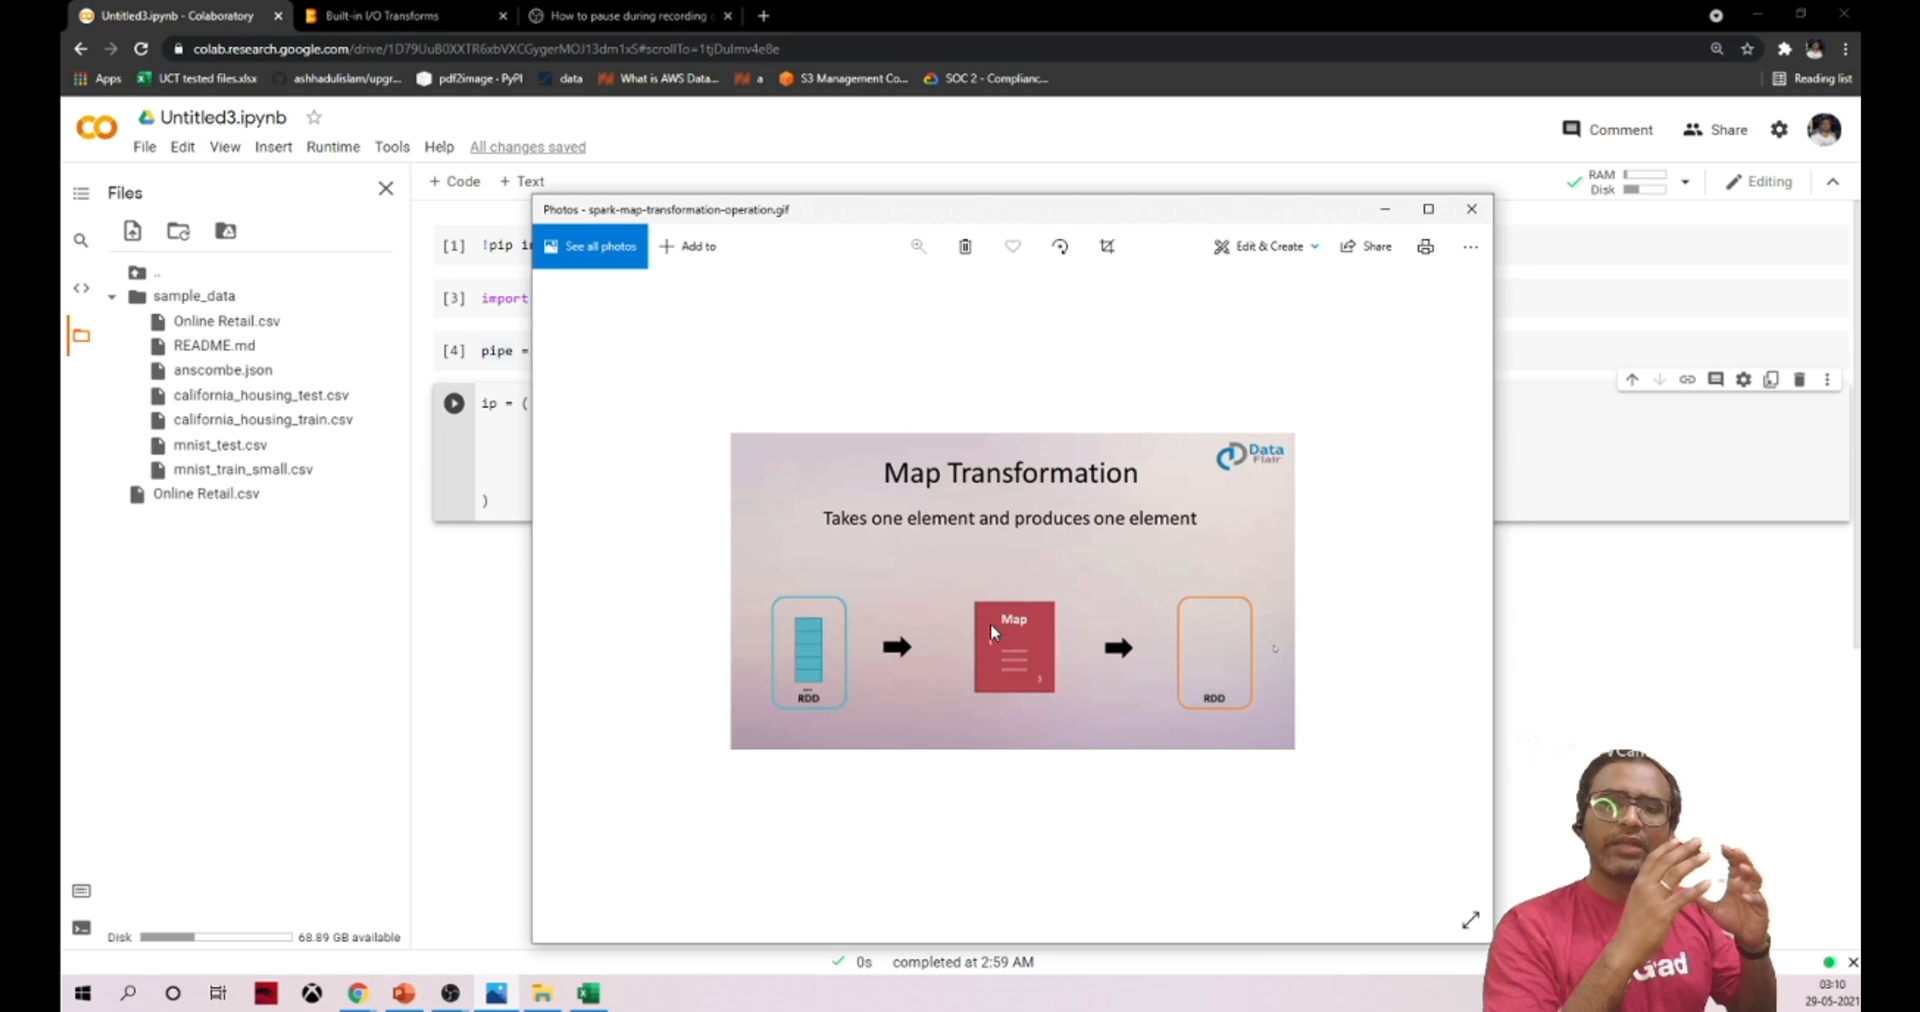 Untitled3.ipynb - Colaboratory
Built-in I/O Transforms
How to pause during recording
colab.research.google.com/drive/1D79UuB0XXTR6xbVXCGygerMOJ13dm1xS#scrollTo=1tjDulmv4e8e
Apps
UCT tested files.xlsx
ashhadulislam/upgr...
pdf2image - PyPI
data
What is AWS Data...
a
S3 Management Co...
SOC 2 - Complianc...
Reading list
CO
Untitled3.ipynb
Comment
Share
File Edit View Insert Runtime Tools Help All changes saved
Files
+ Code + Text
RAM
Disk
Editing
..
sample_data
Online Retail.csv
README.md
anscombe.json
california_housing_test.csv
california_housing_train.csv
mnist_test.csv
mnist_train_small.csv
Online Retail.csv
[1] !pip in
[3] import
[4] pipe =
ip = (
)
Photos - spark-map-transformation-operation.gif
See all photos
Add to
Edit & Create
Share
Data
Flair
Map Transformation
Takes one element and produces one element
Map
RDD
RDD
Disk 68.89 GB available
0s completed at 2:59 AM
Grad
03:10
29-05-2021